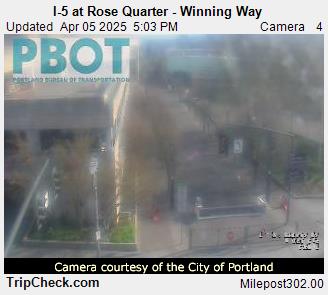 I-5 at Rose Quarter - Winning Way
Updated Apr 05 2025 5:03 PM Camera 4
PBOT
PORTLAND BUREAU OF TRANSPORTATION
Camera courtesy of the City of Portland
TripCheck.com Milepost302.00